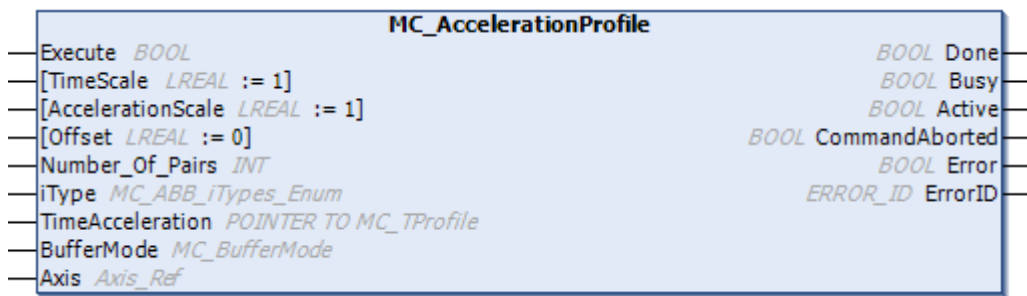 MC_AccelerationProfile
Execute BOOL BOOL Done
[TimeScale LREAL := 1] BOOL Busy
[AccelerationScale LREAL := 1] BOOL Active
[Offset LREAL := 0] BOOL CommandAborted
Number_Of_Pairs INT BOOL Error
iType MC_ABB_iTypes_Enum ERROR_ID ErrorID
TimeAcceleration POINTER TO MC_TProfile
BufferMode MC_BufferMode
Axis Axis_Ref